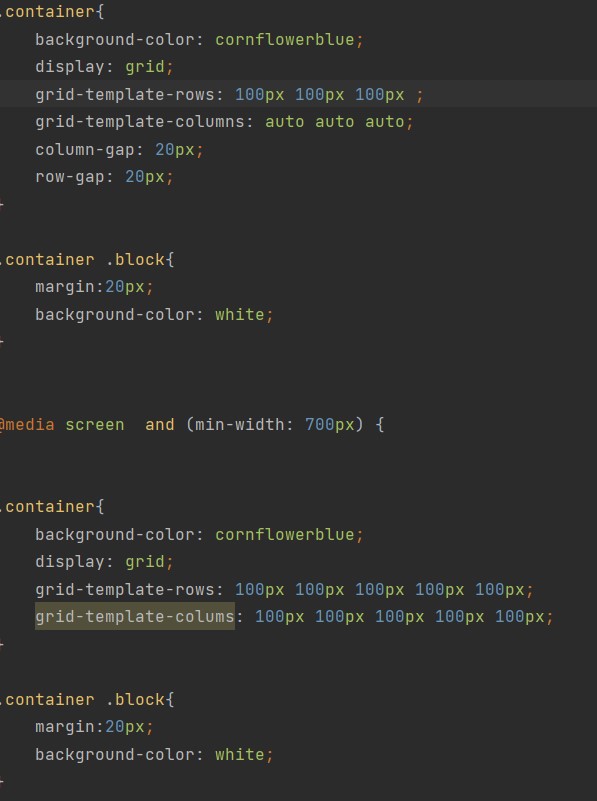 .container{
background-color: cornflowerblue;
display: grid;
grid-template-rows: 100px 100px 100px ;
grid-template-columns: auto auto auto;
column-gap: 20px;
row-gap: 20px;
}
.container .block{
margin:20px;
background-color: white;
}
@media screen  and (min-width: 700px) {
.container{
background-color: cornflowerblue;
display: grid;
grid-template-rows: 100px 100px 100px 100px 100px;
grid-template-colums: 100px 100px 100px 100px 100px;
}
.container .block{
margin:20px;
background-color: white;
}